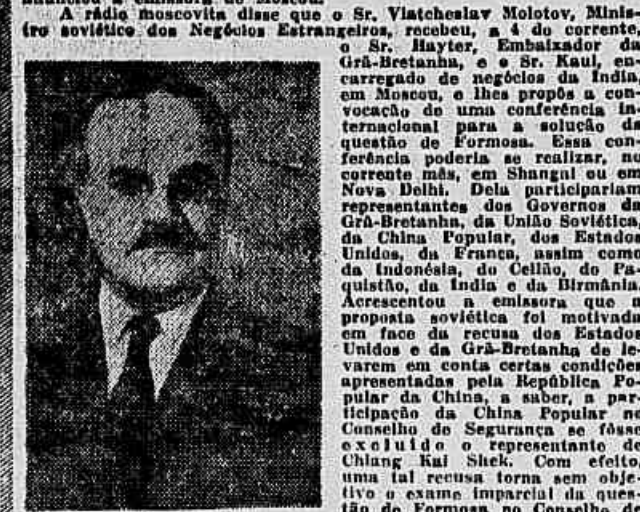 A rádio moscovita disse que o Sr. Viatcheslav Molotov, Minis-
tro soviético dos Negócios Estrangeiros, recebeu, a 4 do corrente,
o Sr. Hayter, Embaixador da
Grã-Bretanha, e o Sr. Kaul, en-
carregado de negócios da Índia
em Moscou, e lhes propôs a con-
vocação de uma conferência in-
ternacional para a solução da
questão de Formosa. Essa con-
ferência poderia se realizar, no
corrente mês, em Shangai ou em
Nova Delhi. Dela participariam
representantes dos Governos da
Grã-Bretanha, da União Soviética,
da China Popular, dos Estados
Unidos, da França, assim como
da Indonésia, do Ceilão, do Pa-
quistão, da Índia e da Birmânia.
Acrescentou a emissora que a
proposta soviética foi motivada
em face da recusa dos Estados
Unidos e da Grã-Bretanha de le-
varem em conta certas condições
apresentadas pela República Po-
pular da China, a saber, a par-
ticipação da China Popular no
Conselho de Segurança se fôsse
excluído o representante de
Chiang Kai Shek. Com efeito
uma tal recusa torna sem obje-
tivo o exame imparcial da ques-
tão de Formosa no Conselho de